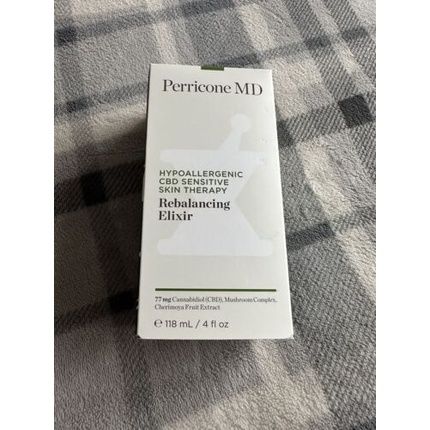 Perricone MD
HYPOALLERGENIC
CBD SENSITIVE
SKIN THERAPY
Rebalancing
Elixir
77 mg Cannabidiol (CBD), Mushroom Complex,
Cherimoya Fruit Extract
℮ 118 mL / 4 fl oz